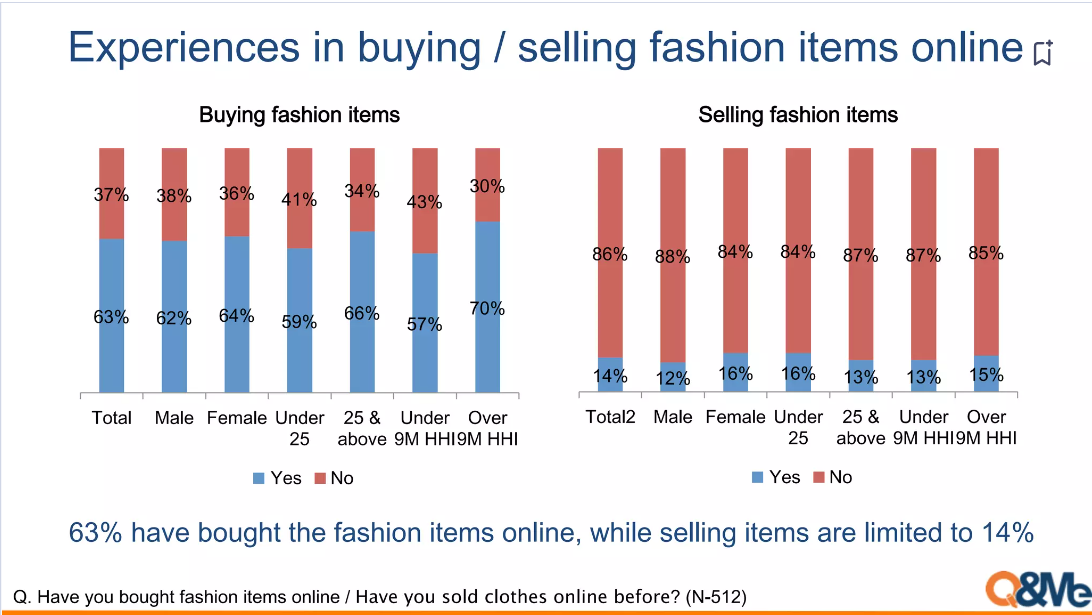 Experiences in buying / selling fashion items online
Buying fashion items
37% 38% 36% 41% 34% 43% 30%
63% 62% 64% 59% 66% 57% 70%
Total Male Female Under 25 25 & above Under 9M HHI Over 9M HHI
Yes No
Selling fashion items
86% 88% 84% 84% 87% 87% 85%
14% 12% 16% 16% 13% 13% 15%
Total2 Male Female Under 25 25 & above Under 9M HHI Over 9M HHI
Yes No
63% have bought the fashion items online, while selling items are limited to 14%
Q. Have you bought fashion items online / Have you sold clothes online before? (N-512)
Q&Me